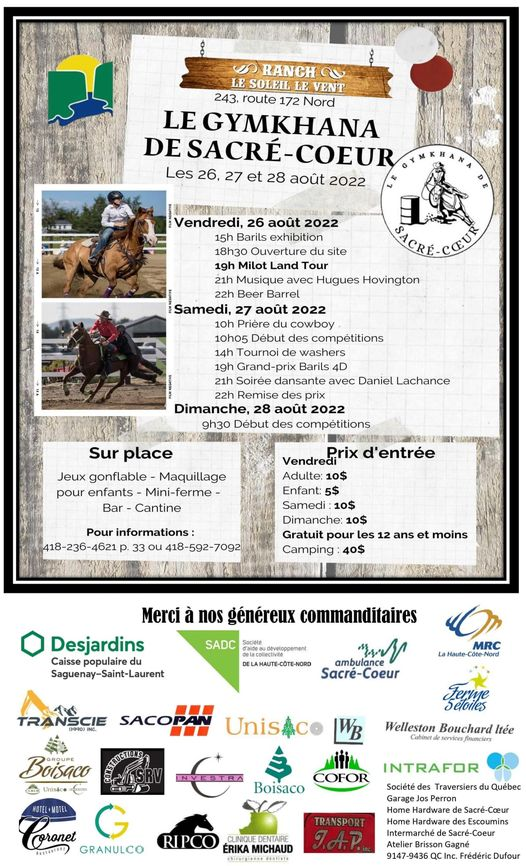 RANCH
LE SOLEIL LE VENT
243, route 172 Nord
LE GYMKHANA
DE SACRÉ-COEUR
Les 26, 27 et 28 août 2022
LE GYMKHANA DE
SACRÉ-CŒUR
Vendredi, 26 août 2022
15h Barils exhibition
18h30 Ouverture du site
19h Milot Land Tour
21h Musique avec Hugues Hovington
22h Beer Barrel
Samedi, 27 août 2022
10h Prière du cowboy
10h05 Début des compétitions
14h Tournoi de washers
19h Grand-prix Barils 4D
21h Soirée dansante avec Daniel Lachance
22h Remise des prix
Dimanche, 28 août 2022
9h30 Début des compétitions
Sur place
Jeux gonflable - Maquillage
pour enfants - Mini-ferme -
Bar - Cantine
Pour informations :
418-236-4621 p. 33 ou 418-592-7092
Prix d'entrée
Vendredi
Adulte: 10$
Enfant: 5$
Samedi : 10$
Dimanche: 10$
Gratuit pour les 12 ans et moins
Camping : 40$
Merci à nos généreux commanditaires
Desjardins
Caisse populaire du
Saguenay–Saint-Laurent
SADC
Société
d'aide au développement
de la collectivité
DE LA HAUTE-CÔTE-NORD
ambulance
Sacré-Coeur
MRC
La Haute-Côte-Nord
Ferme
5 étoiles
TRANSCIE
(MPRO) INC.
SACOPAN
Unisaco
WB
Welleston Bouchard ltée
Cabinet de services financiers
GROUPE
Boisaco
CONSTRUCTIONS
SRV
INVESTRA
Boisaco
COFOR
INTRAFOR
HOTEL - MOTEL
Coronet
Restaurant
GRANULCO
RIPCO
CLINIQUE DENTAIRE
ÉRIKA MICHAUD
chirurgienne dentiste
TRANSPORT
J.A.P. inc.
Société des Traversiers du Québec
Garage Jos Perron
Home Hardware de Sacré-Cœur
Home Hardware des Escoumins
Intermarché de Sacré-Coeur
Atelier Brisson Gagné
9147-9430 QC Inc Frédéric Dufour